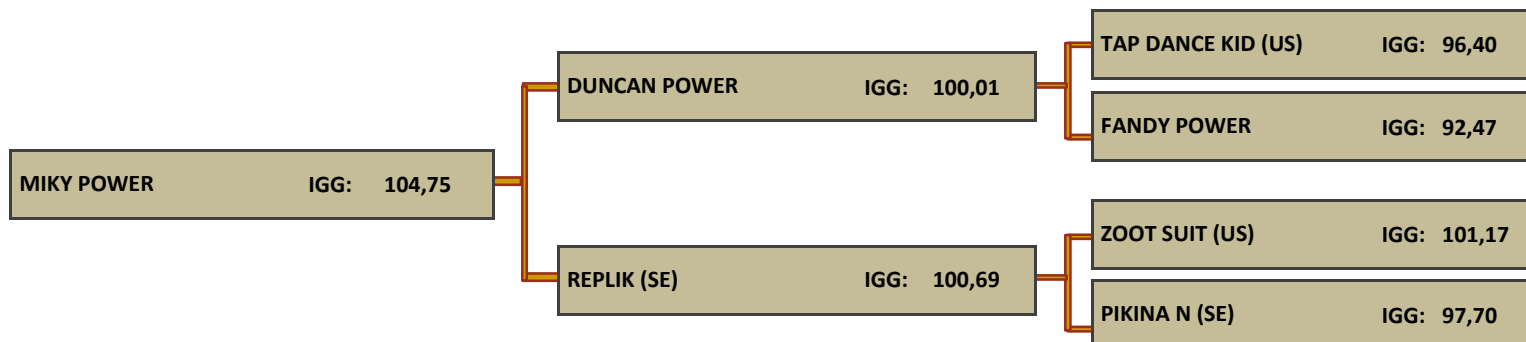 TAP DANCE KID (US) IGG: 96,40
DUNCAN POWER IGG: 100,01
FANDY POWER IGG: 92,47
MIKY POWER IGG: 104,75
ZOOT SUIT (US) IGG: 101,17
REPLIK (SE) IGG: 100,69
PIKINA N (SE) IGG: 97,70